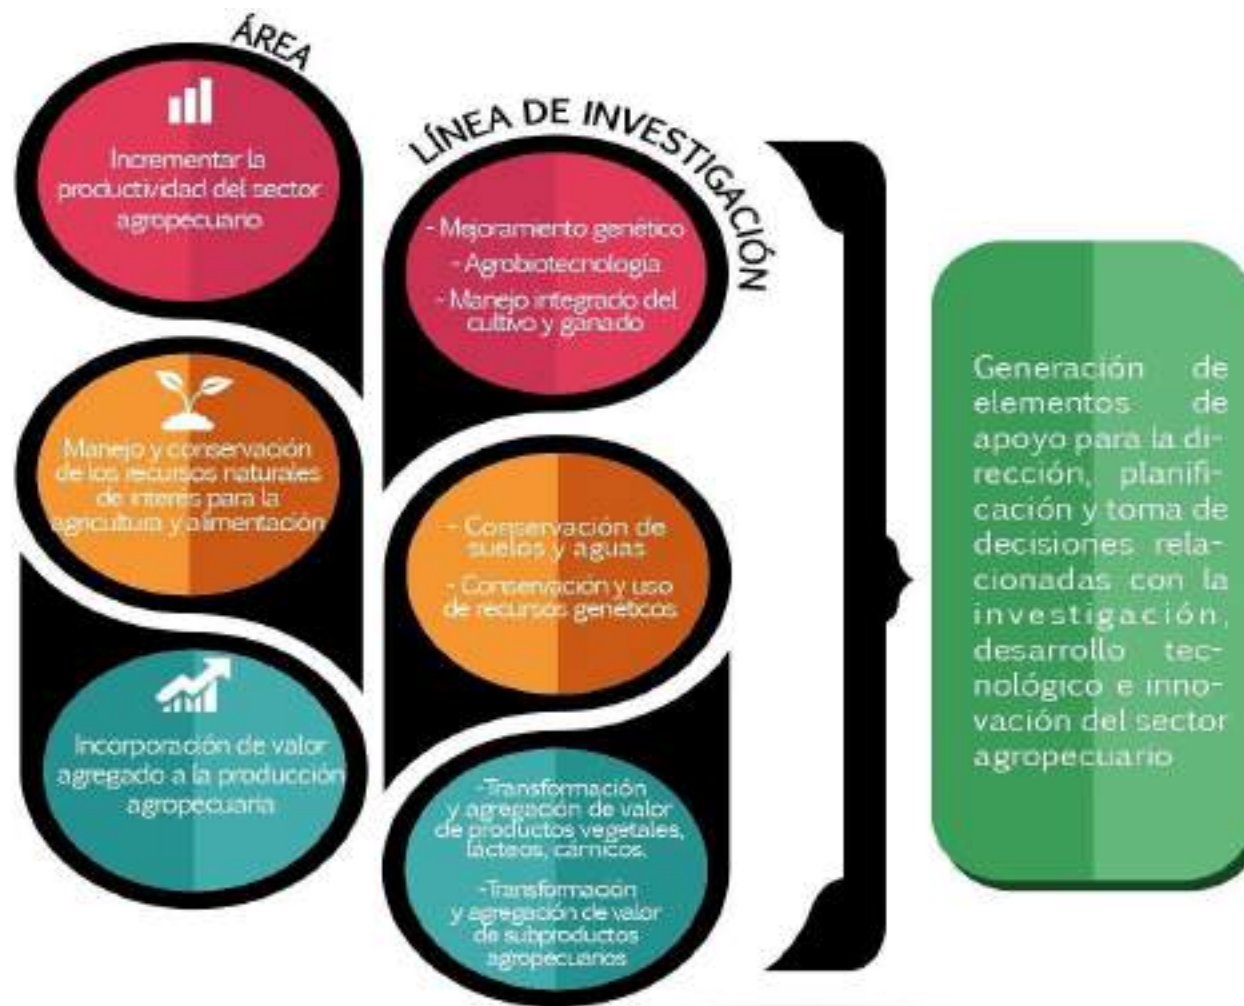 ÁREA
Incrementar la
productividad del sector
agropecuario
Manejo y conservación
de los recursos naturales
de interés para la
agricultura y alimentación
Incorporación de valor
agregado a la producción
agropecuaria
LÍNEA DE INVESTIGACIÓN
- Mejoramiento genético
- Agrobiotecnología
- Manejo integrado del
cultivo y ganado
- Conservación de
suelos y aguas
- Conservación y uso
de recursos genéticos
-Transformación
y agregación de valor
de productos vegetales,
lácteos, cárnicos.
-Transformación
y agregación de valor
de subproductos
agropecuarios
Generación de
elementos de
apoyo para la di-
rección, planifi-
cación y toma de
decisiones rela-
cionadas con la
investigación,
desarrollo tec-
nológico e inno-
vación del sector
agropecuario